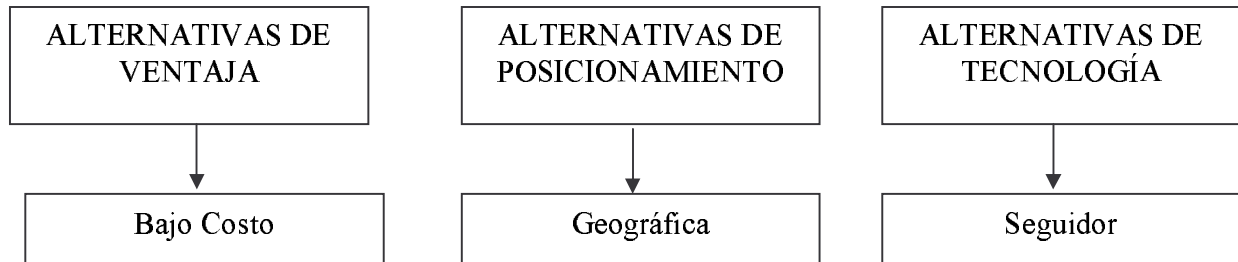 ALTERNATIVAS DE
VENTAJA
ALTERNATIVAS DE
POSICIONAMIENTO
ALTERNATIVAS DE
TECNOLOGÍA
Bajo Costo
Geográfica
Seguidor